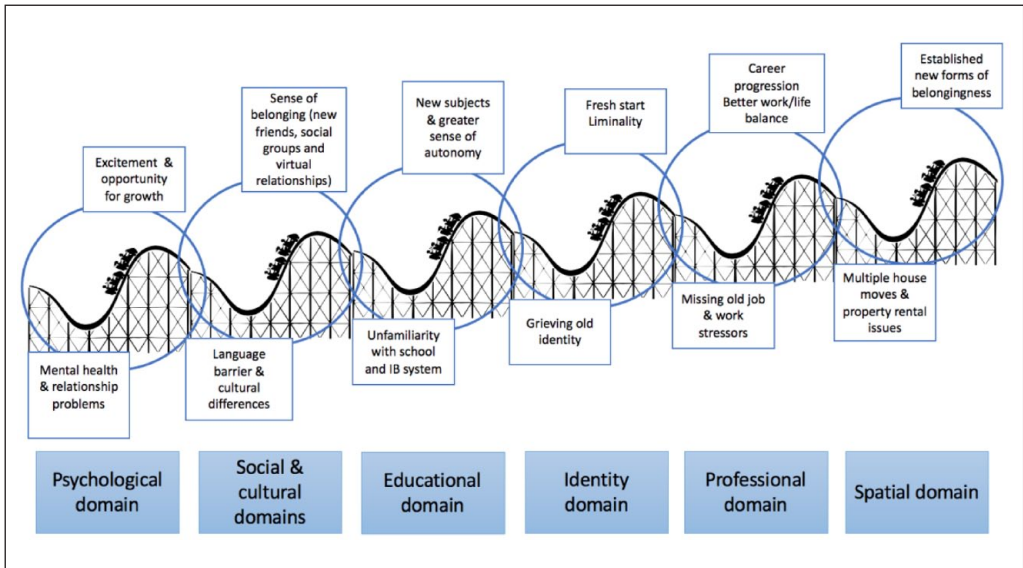 Excitement &
opportunity
for growth
Sense of
belonging (new
friends, social
groups and
virtual
relationships)
New subjects
& greater
sense of
autonomy
Fresh start
Liminality
Career
progression
Better work/life
balance
Established
new forms of
belongingness
Mental health
& relationship
problems
Language
barrier &
cultural
differences
Unfamiliarity
with school
and IB system
Grieving old
identity
Missing old job
& work
stressors
Multiple house
moves &
property rental
issues
Psychological
domain
Social &
cultural
domains
Educational
domain
Identity
domain
Professional
domain
Spatial domain